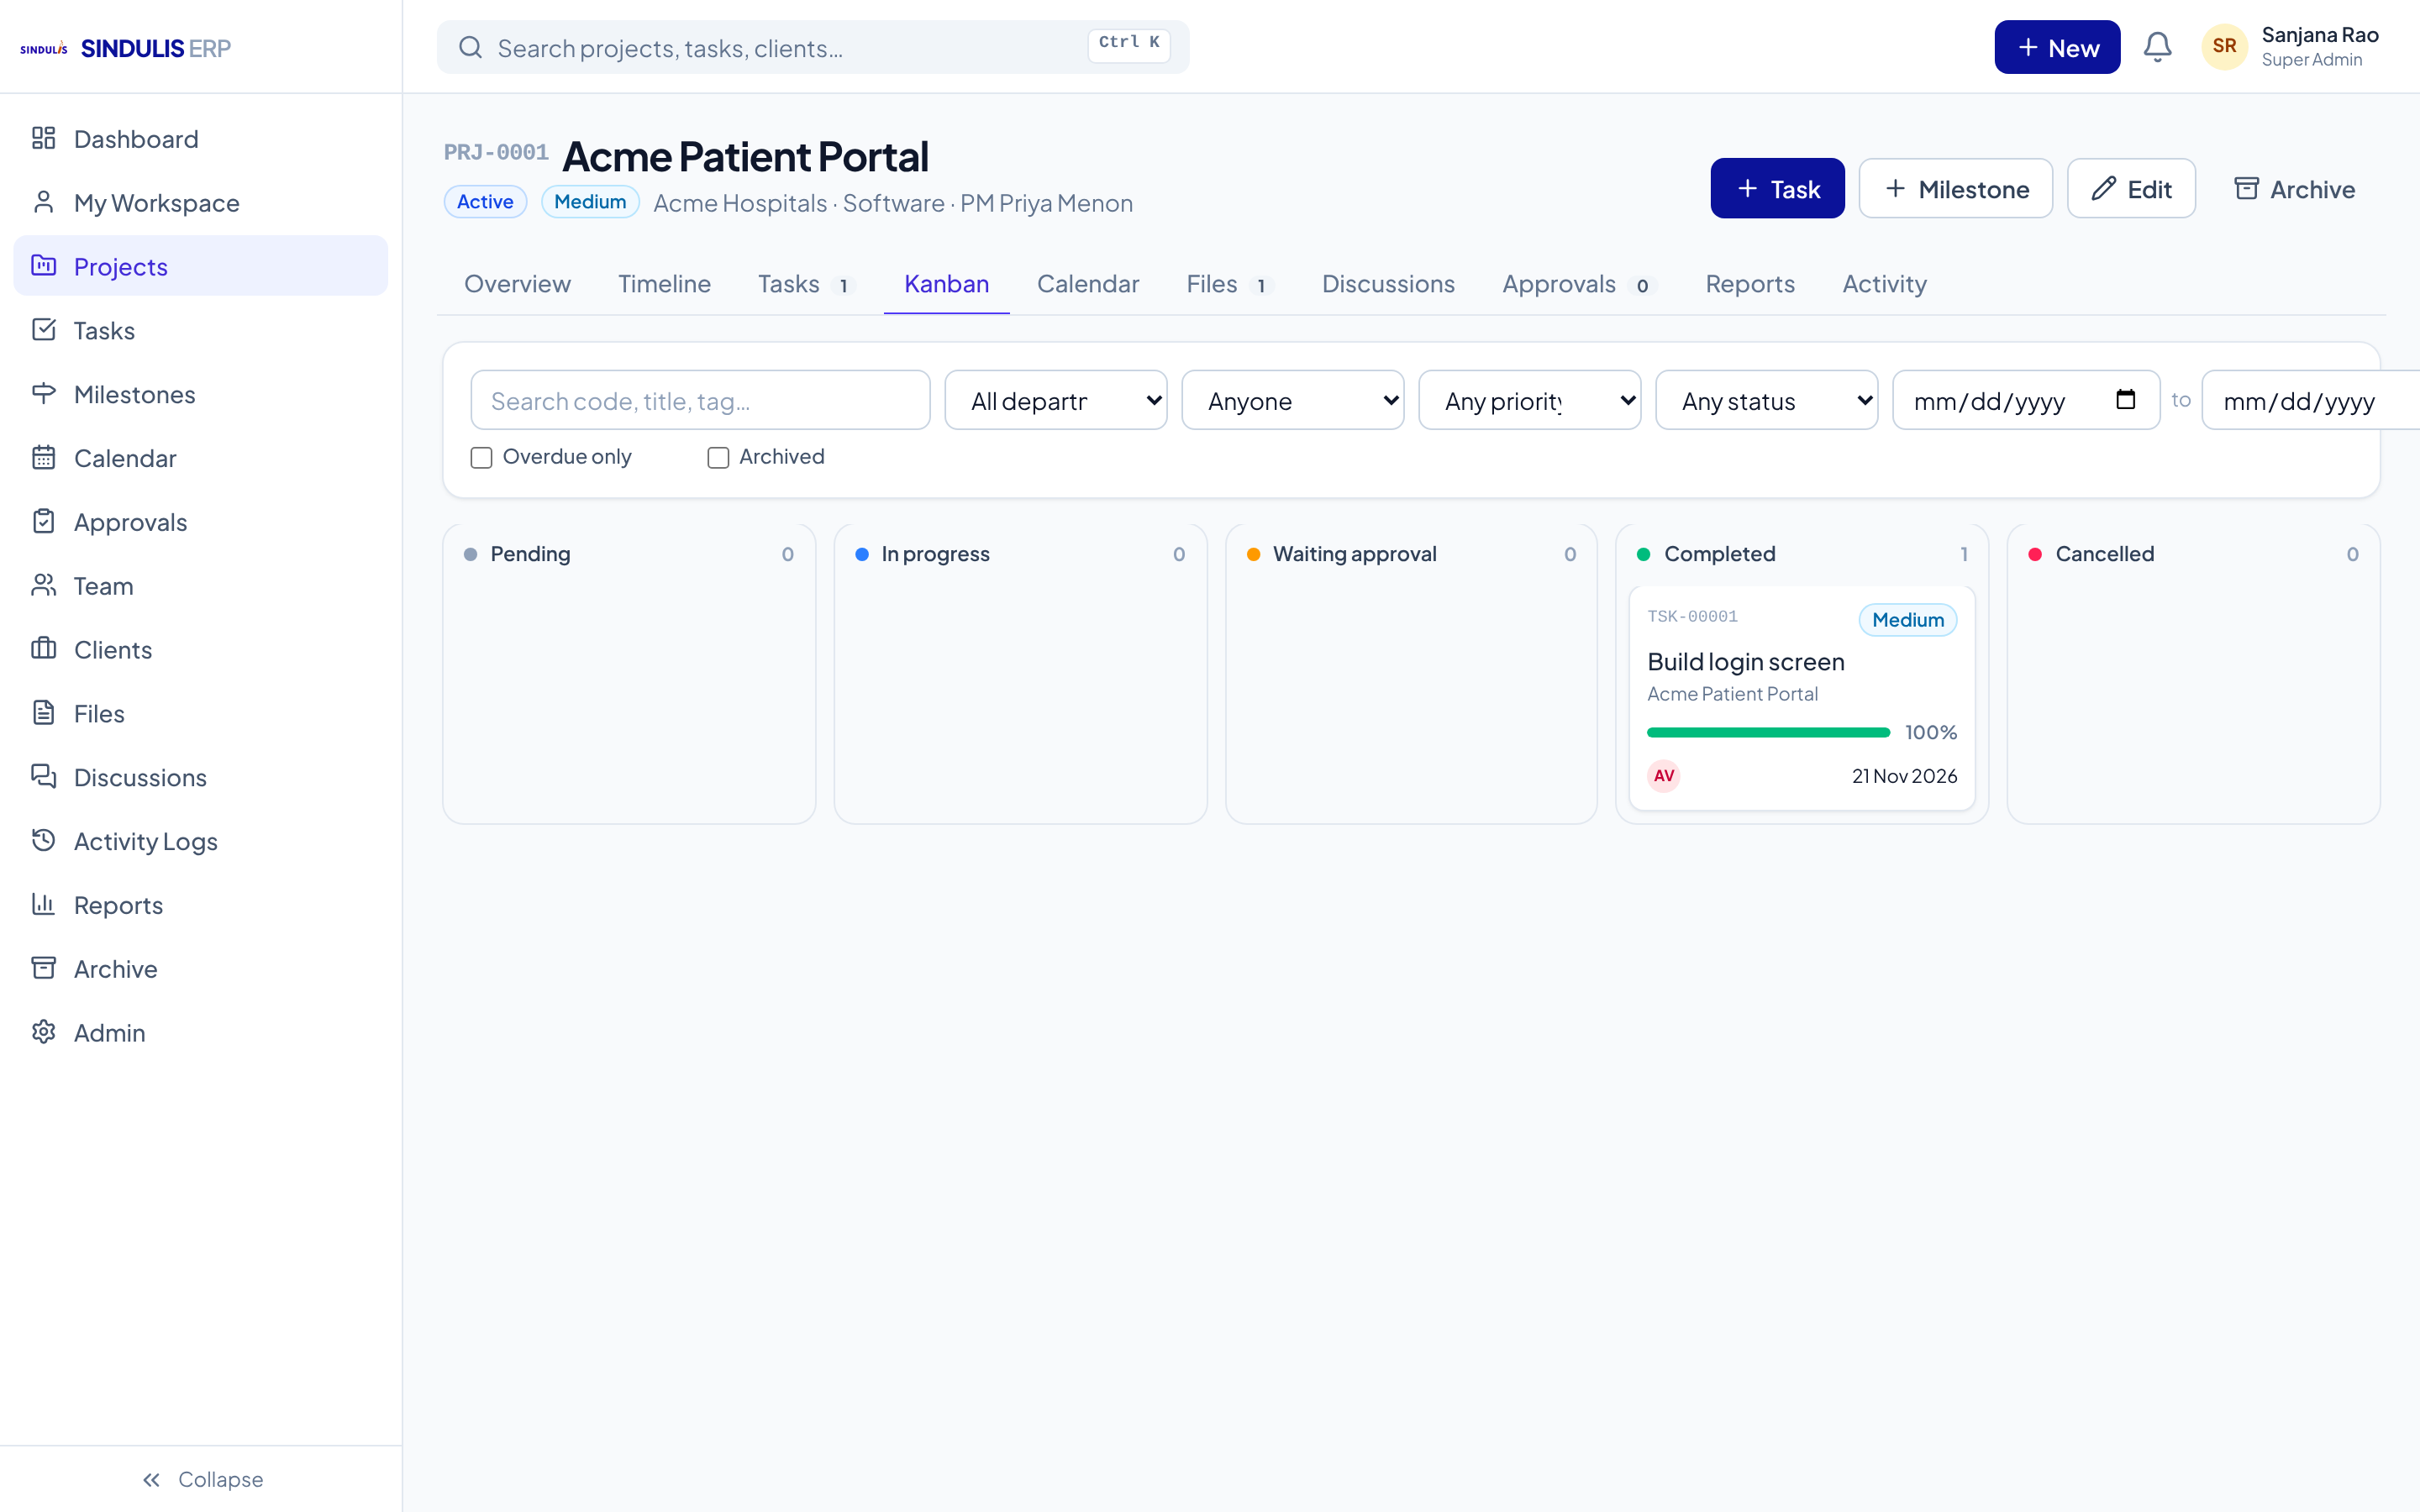 SINDULIS SINDULIS ERP
Search projects, tasks, clients... Ctrl K
+ New
SR
Sanjana Rao
Super Admin
Dashboard
My Workspace
Projects
Tasks
Milestones
Calendar
Approvals
Team
Clients
Files
Discussions
Activity Logs
Reports
Archive
Admin
Collapse
PRJ-0001 Acme Patient Portal
Active Medium Acme Hospitals · Software · PM Priya Menon
+ Task + Milestone Edit Archive
Overview Timeline Tasks 1 Kanban Calendar Files 1 Discussions Approvals 0 Reports Activity
Search code, title, tag... All departr Anyone Any priority Any status mm/dd/yyyy to mm/dd/yyyy
Overdue only Archived
Pending 0
In progress 0
Waiting approval 0
Completed 1
TSK-00001 Medium
Build login screen
Acme Patient Portal
100%
AV 21 Nov 2026
Cancelled 0